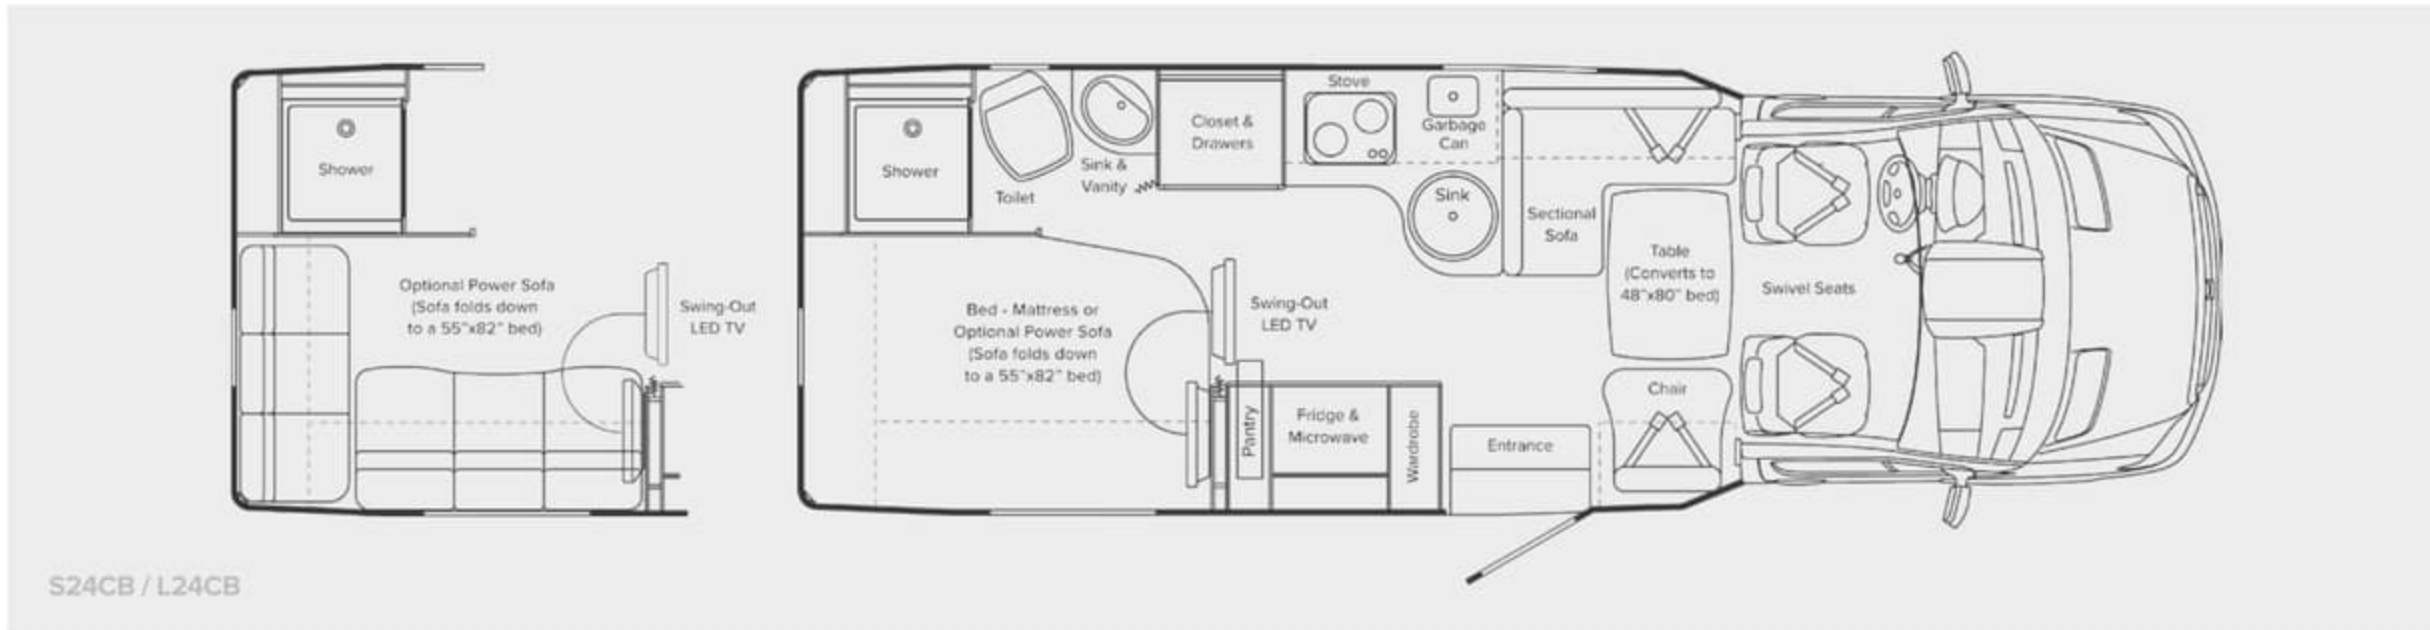 Shower
Optional Power Sofa
(Sofa folds down
to a 55"x82" bed)
Swing-Out
LED TV
Shower
Toilet
Sink &
Vanity
Closet &
Drawers
Stove
Garbage
Can
Sink
Sectional
Sofa
Table
(Converts to
48"x80" bed)
Swivel Seats
Bed - Mattress or
Optional Power Sofa
(Sofa folds down
to a 55"x82" bed)
Swing-Out
LED TV
Pantry
Fridge &
Microwave
Wardrobe
Entrance
Chair
S24CB / L24CB